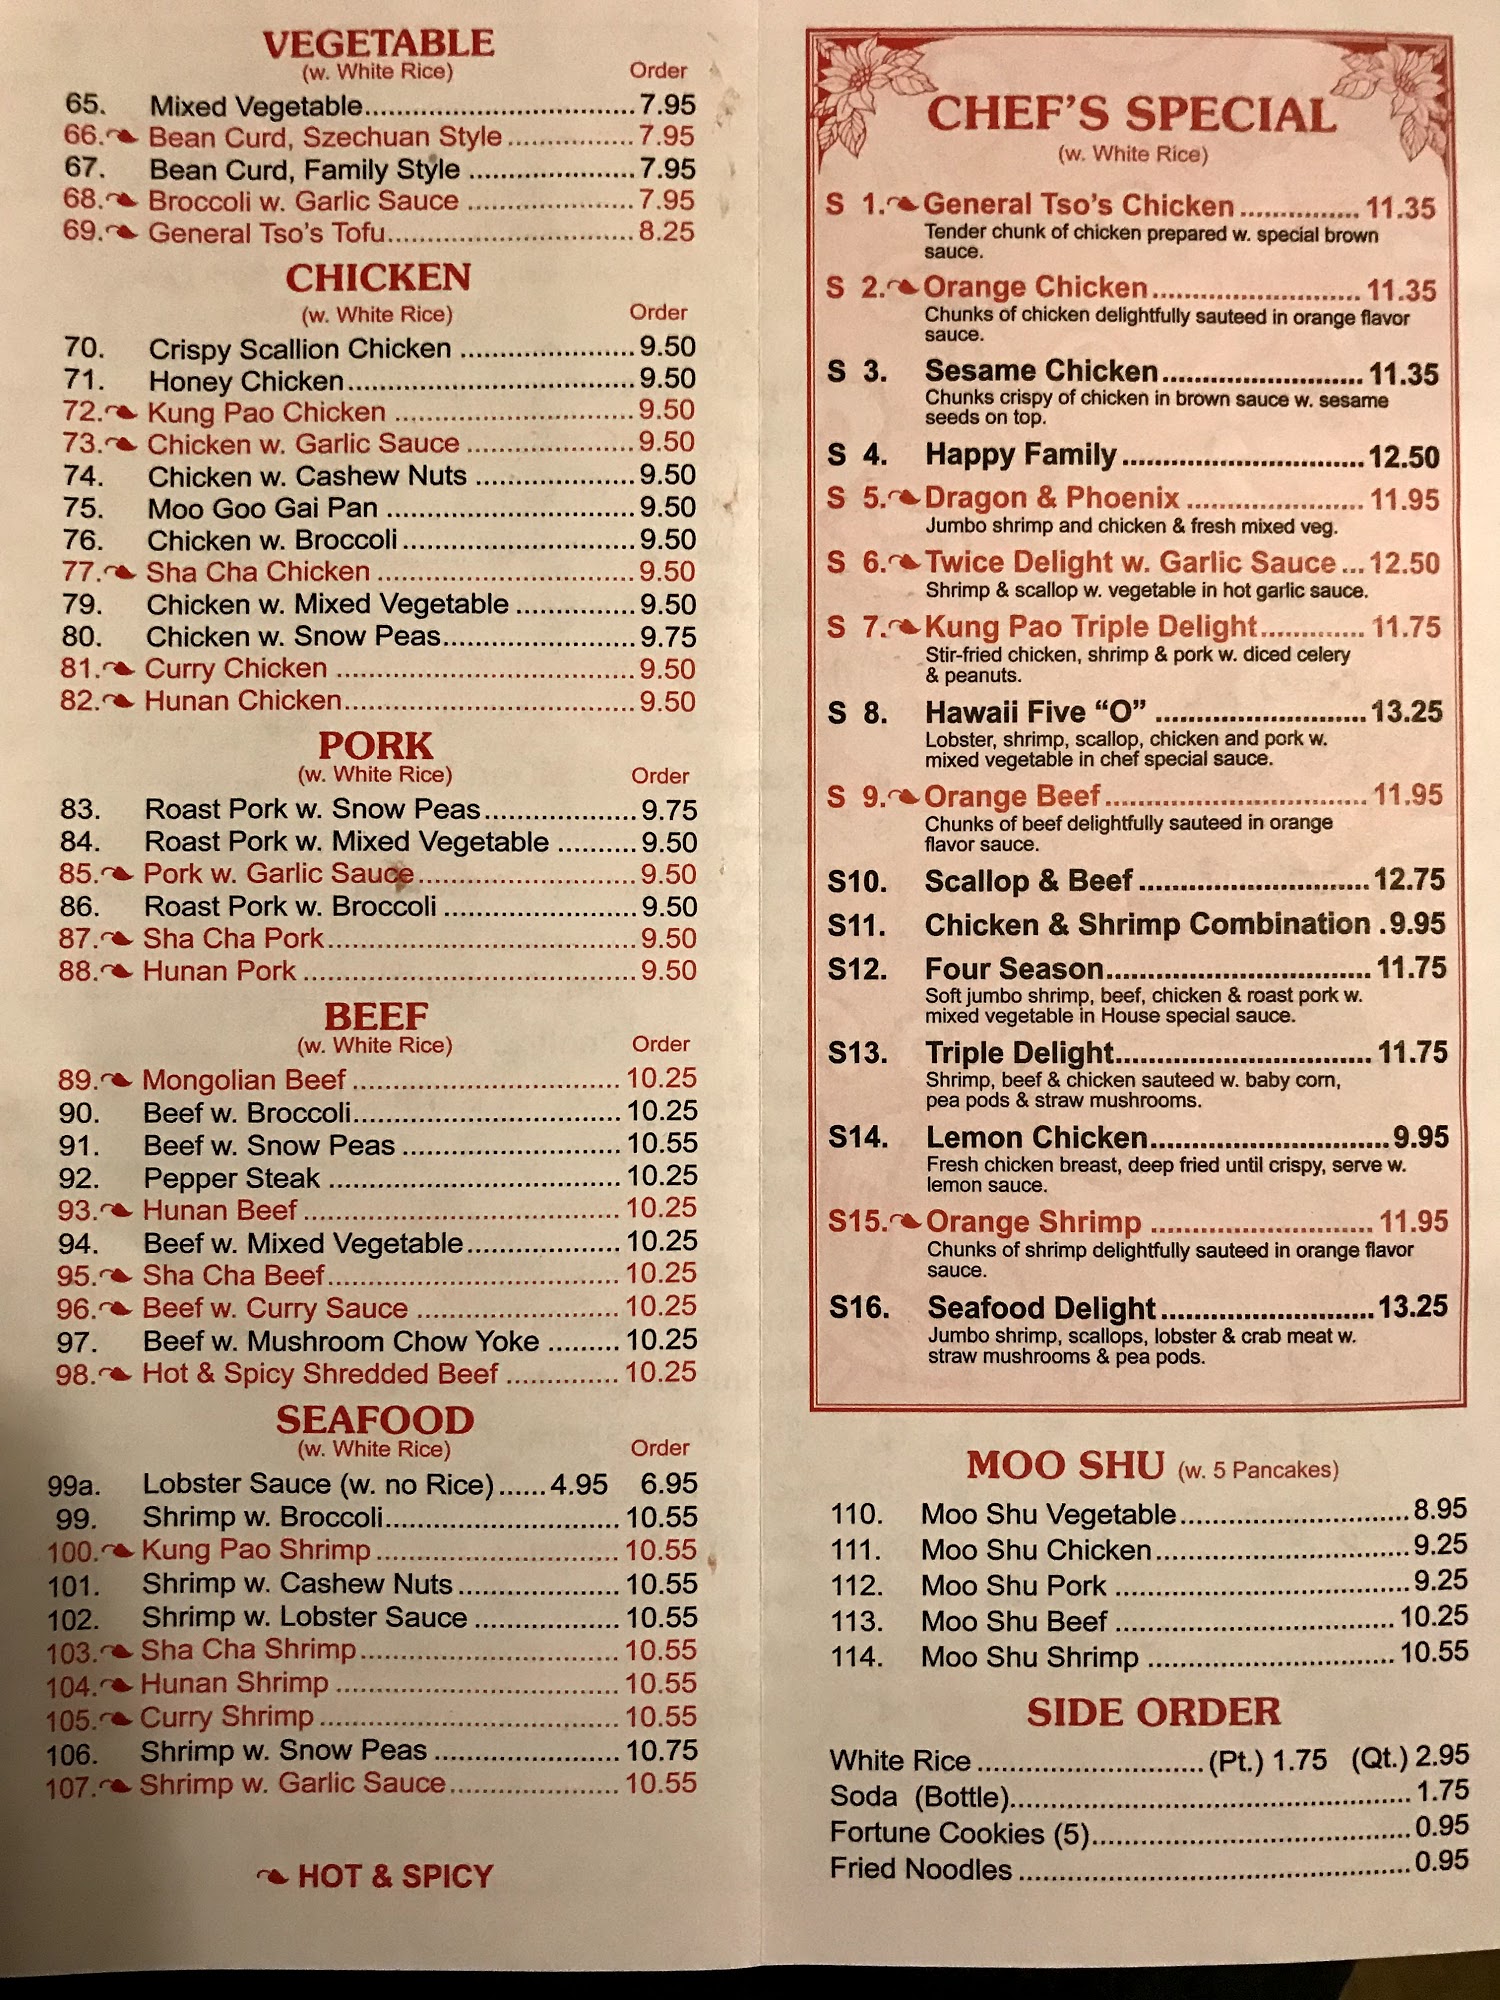 VEGETABLE
(w. White Rice) Order
65. Mixed Vegetable 7.95
66. Bean Curd, Szechuan Style 7.95
67. Bean Curd, Family Style 7.95
68. Broccoli w. Garlic Sauce 7.95
69. General Tso's Tofu 8.25
CHICKEN
(w. White Rice) Order
70. Crispy Scallion Chicken 9.50
71. Honey Chicken 9.50
72. Kung Pao Chicken 9.50
73. Chicken w. Garlic Sauce 9.50
74. Chicken w. Cashew Nuts 9.50
75. Moo Goo Gai Pan 9.50
76. Chicken w. Broccoli 9.50
77. Sha Cha Chicken 9.50
79. Chicken w. Mixed Vegetable 9.50
80. Chicken w. Snow Peas 9.75
81. Curry Chicken 9.50
82. Hunan Chicken 9.50
PORK
(w. White Rice) Order
83. Roast Pork w. Snow Peas 9.75
84. Roast Pork w. Mixed Vegetable 9.50
85. Pork w. Garlic Sauce 9.50
86. Roast Pork w. Broccoli 9.50
87. Sha Cha Pork 9.50
88. Hunan Pork 9.50
BEEF
(w. White Rice) Order
89. Mongolian Beef 10.25
90. Beef w. Broccoli 10.25
91. Beef w. Snow Peas 10.55
92. Pepper Steak 10.25
93. Hunan Beef 10.25
94. Beef w. Mixed Vegetable 10.25
95. Sha Cha Beef 10.25
96. Beef w. Curry Sauce 10.25
97. Beef w. Mushroom Chow Yoke 10.25
98. Hot & Spicy Shredded Beef 10.25
SEAFOOD
(w. White Rice) Order
99a. Lobster Sauce (w. no Rice) 4.95 6.95
99. Shrimp w. Broccoli 10.55
100. Kung Pao Shrimp 10.55
101. Shrimp w. Cashew Nuts 10.55
102. Shrimp w. Lobster Sauce 10.55
103. Sha Cha Shrimp 10.55
104. Hunan Shrimp 10.55
105. Curry Shrimp 10.55
106. Shrimp w. Snow Peas 10.75
107. Shrimp w. Garlic Sauce 10.55
HOT & SPICY
CHEF'S SPECIAL
(w. White Rice)
S 1. General Tso's Chicken 11.35
Tender chunk of chicken prepared w. special brown
sauce.
S 2. Orange Chicken 11.35
Chunks of chicken delightfully sauteed in orange flavor
sauce.
S 3. Sesame Chicken 11.35
Chunks crispy of chicken in brown sauce w. sesame
seeds on top.
S 4. Happy Family 12.50
S 5. Dragon & Phoenix 11.95
Jumbo shrimp and chicken & fresh mixed veg.
S 6. Twice Delight w. Garlic Sauce 12.50
Shrimp & scallop w. vegetable in hot garlic sauce.
S 7. Kung Pao Triple Delight 11.75
Stir-fried chicken, shrimp & pork w. diced celery
& peanuts.
S 8. Hawaii Five “O” 13.25
Lobster, shrimp, scallop, chicken and pork w.
mixed vegetable in chef special sauce.
S 9. Orange Beef 11.95
Chunks of beef delightfully sauteed in orange
flavor sauce.
S10. Scallop & Beef 12.75
S11. Chicken & Shrimp Combination 9.95
S12. Four Season 11.75
Soft jumbo shrimp, beef, chicken & roast pork w.
mixed vegetable in House special sauce.
S13. Triple Delight 11.75
Shrimp, beef & chicken sauteed w. baby corn,
pea pods & straw mushrooms.
S14. Lemon Chicken 9.95
Fresh chicken breast, deep fried until crispy, serve w.
lemon sauce.
S15. Orange Shrimp 11.95
Chunks of shrimp delightfully sauteed in orange flavor
sauce.
S16. Seafood Delight 13.25
Jumbo shrimp, scallops, lobster & crab meat w.
straw mushrooms & pea pods.
MOO SHU (w. 5 Pancakes)
110. Moo Shu Vegetable 8.95
111. Moo Shu Chicken 9.25
112. Moo Shu Pork 9.25
113. Moo Shu Beef 10.25
114. Moo Shu Shrimp 10.55
SIDE ORDER
White Rice (Pt.) 1.75 (Qt.) 2.95
Soda (Bottle) 1.75
Fortune Cookies (5) 0.95
Fried Noodles 0.95